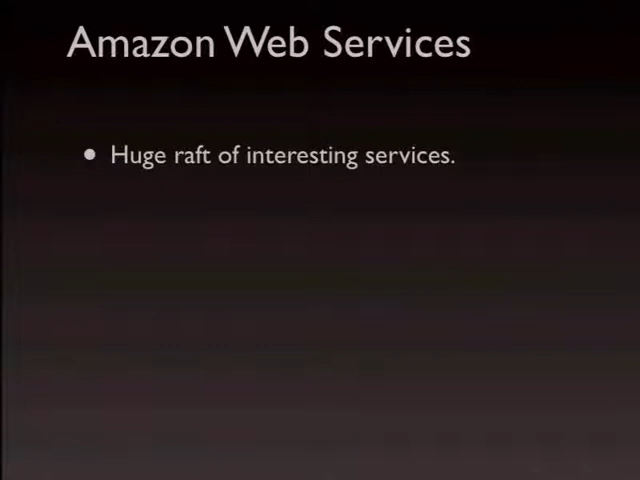 Amazon Web Services
• Huge raft of interesting services.